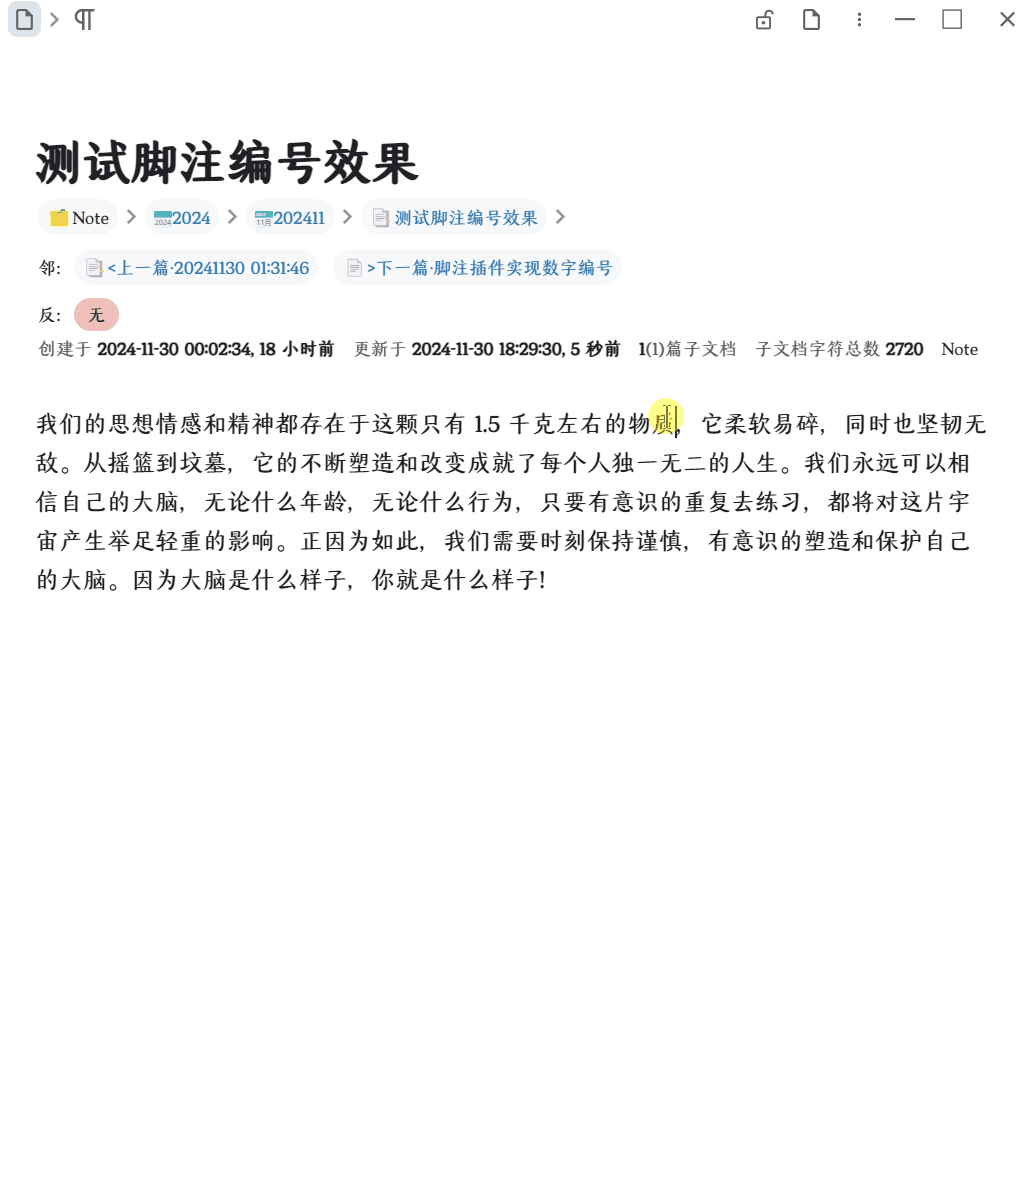 测试脚注编号效果
Note 2024 202411 测试脚注编号效果
邻: <上一篇·20241130 01:31:46 >下一篇·脚注插件实现数字编号
反: 无
创建于 2024-11-30 00:02:34, 18 小时前 更新于 2024-11-30 18:29:30, 5 秒前 1(1)篇子文档 子文档字符总数 2720 Note
我们的思想情感和精神都存在于这颗只有 1.5 千克左右的物质，它柔软易碎，同时也坚韧无
敌。从摇篮到坟墓，它的不断塑造和改变成就了每个人独一无二的人生。我们永远可以相
信自己的大脑，无论什么年龄，无论什么行为，只要有意识的重复去练习，都将对这片宇
宙产生举足轻重的影响。正因为如此，我们需要时刻保持谨慎，有意识的塑造和保护自己
的大脑。因为大脑是什么样子，你就是什么样子!